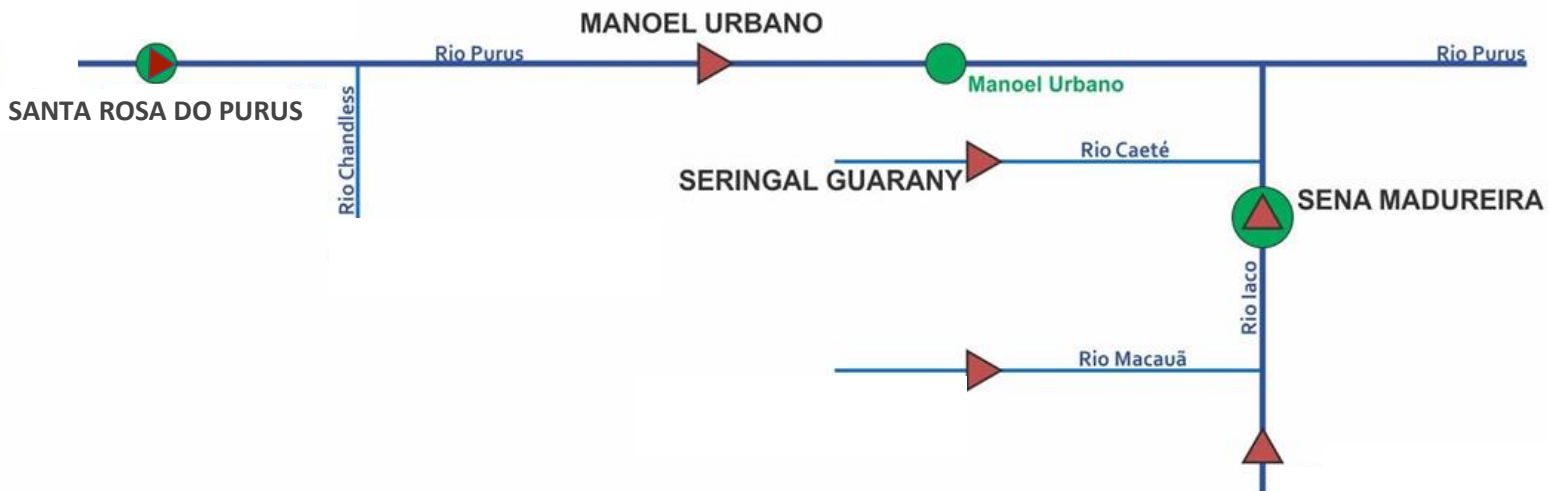 MANOEL URBANO
Rio Purus
Rio Purus
Manoel Urbano
SANTA ROSA DO PURUS
Rio Chandless
Rio Caeté
SERINGAL GUARANY
SENA MADUREIRA
Rio Iaco
Rio Macauã